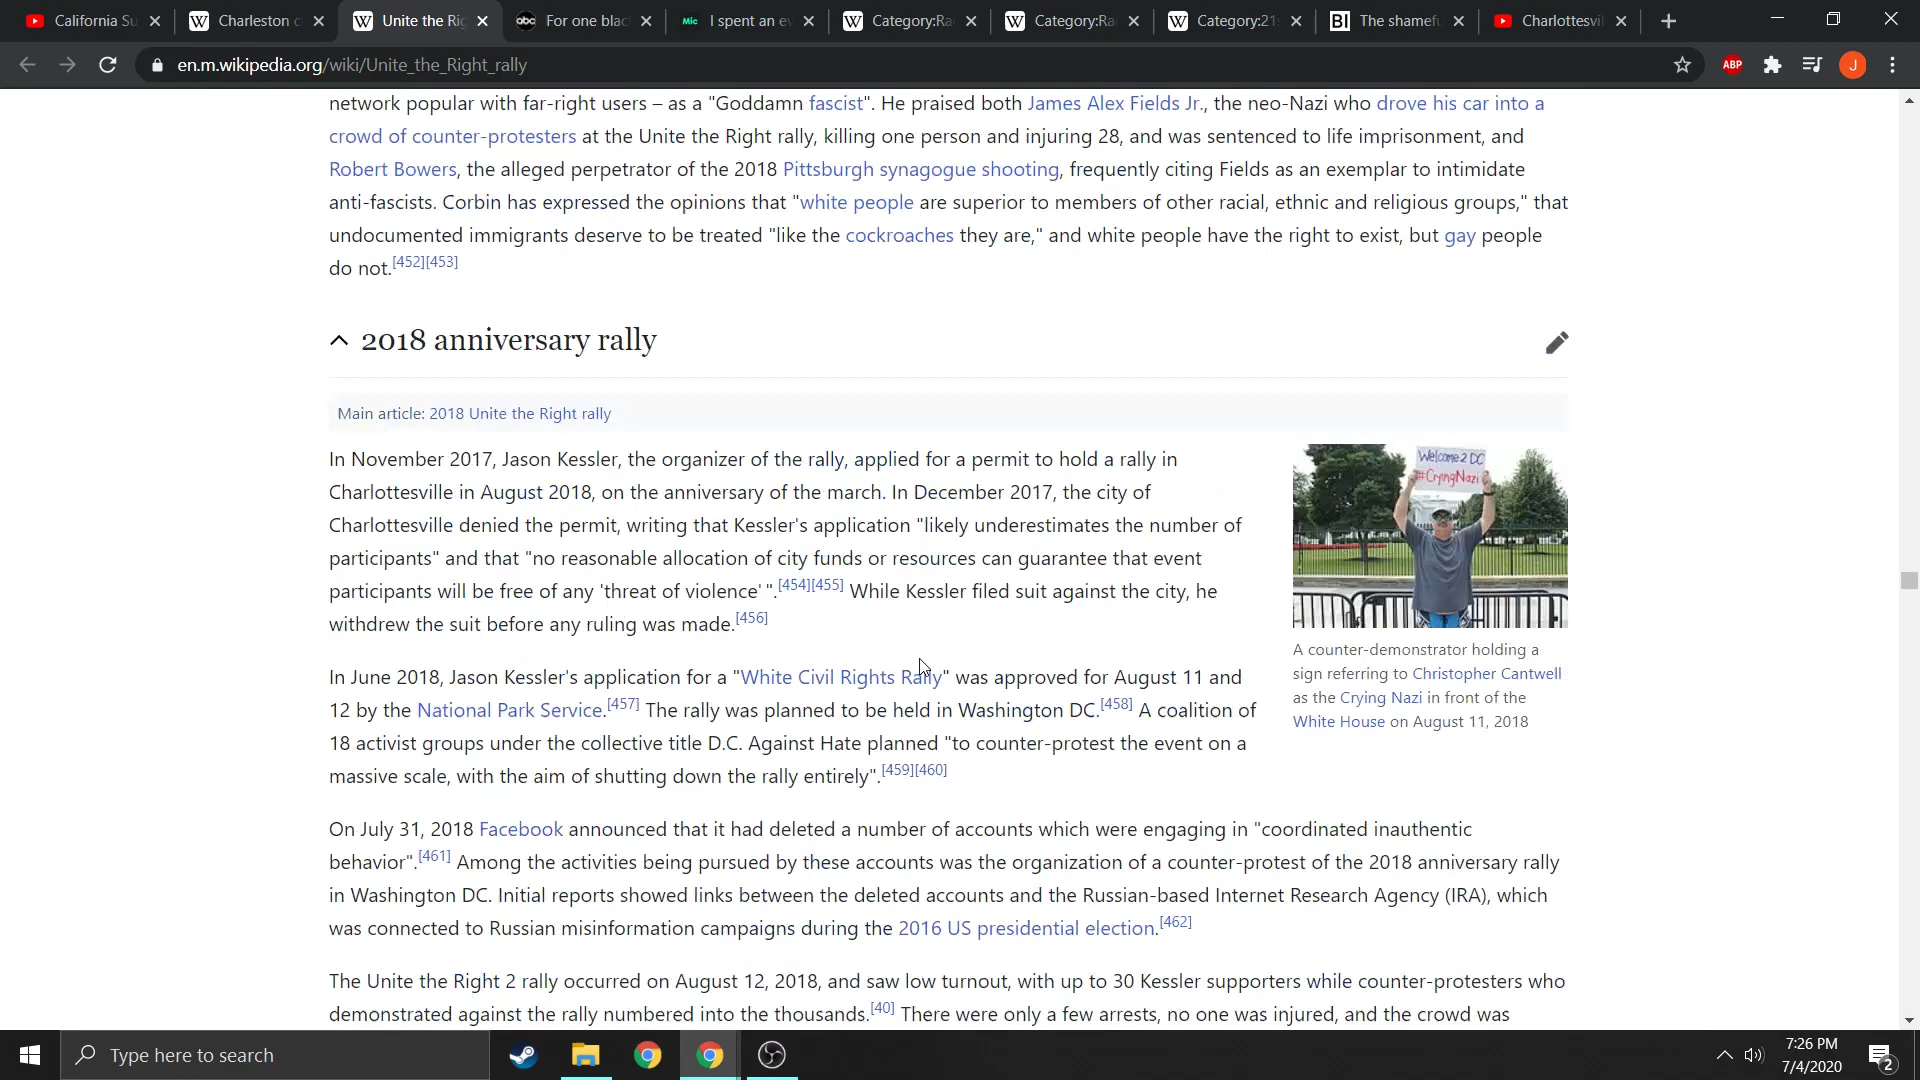 California Su
Charleston c
Unite the Rig
For one blac
I spent an ev
Category:Ra
Category:Ra
Category:21s
The shamefu
Charlottesvil
en.m.wikipedia.org/wiki/Unite_the_Right_rally
network popular with far-right users – as a "Goddamn fascist". He praised both James Alex Fields Jr., the neo-Nazi who drove his car into a
crowd of counter-protesters at the Unite the Right rally, killing one person and injuring 28, and was sentenced to life imprisonment, and
Robert Bowers, the alleged perpetrator of the 2018 Pittsburgh synagogue shooting, frequently citing Fields as an exemplar to intimidate
anti-fascists. Corbin has expressed the opinions that "white people are superior to members of other racial, ethnic and religious groups," that
undocumented immigrants deserve to be treated "like the cockroaches they are," and white people have the right to exist, but gay people
do not.[452][453]
2018 anniversary rally
Main article: 2018 Unite the Right rally
In November 2017, Jason Kessler, the organizer of the rally, applied for a permit to hold a rally in
Charlottesville in August 2018, on the anniversary of the march. In December 2017, the city of
Charlottesville denied the permit, writing that Kessler's application "likely underestimates the number of
participants" and that "no reasonable allocation of city funds or resources can guarantee that event
participants will be free of any 'threat of violence' ".[454][455] While Kessler filed suit against the city, he
withdrew the suit before any ruling was made.[456]
Welcome 2 DC
#CryingNazi
A counter-demonstrator holding a
sign referring to Christopher Cantwell
as the Crying Nazi in front of the
White House on August 11, 2018
In June 2018, Jason Kessler's application for a "White Civil Rights Rally" was approved for August 11 and
12 by the National Park Service.[457] The rally was planned to be held in Washington DC.[458] A coalition of
18 activist groups under the collective title D.C. Against Hate planned "to counter-protest the event on a
massive scale, with the aim of shutting down the rally entirely".[459][460]
On July 31, 2018 Facebook announced that it had deleted a number of accounts which were engaging in "coordinated inauthentic
behavior".[461] Among the activities being pursued by these accounts was the organization of a counter-protest of the 2018 anniversary rally
in Washington DC. Initial reports showed links between the deleted accounts and the Russian-based Internet Research Agency (IRA), which
was connected to Russian misinformation campaigns during the 2016 US presidential election.[462]
The Unite the Right 2 rally occurred on August 12, 2018, and saw low turnout, with up to 30 Kessler supporters while counter-protesters who
demonstrated against the rally numbered into the thousands.[40] There were only a few arrests, no one was injured, and the crowd was
Type here to search
7:26 PM
7/4/2020
2
W
W
abc
Mic
W
W
W
BI
ABP
J